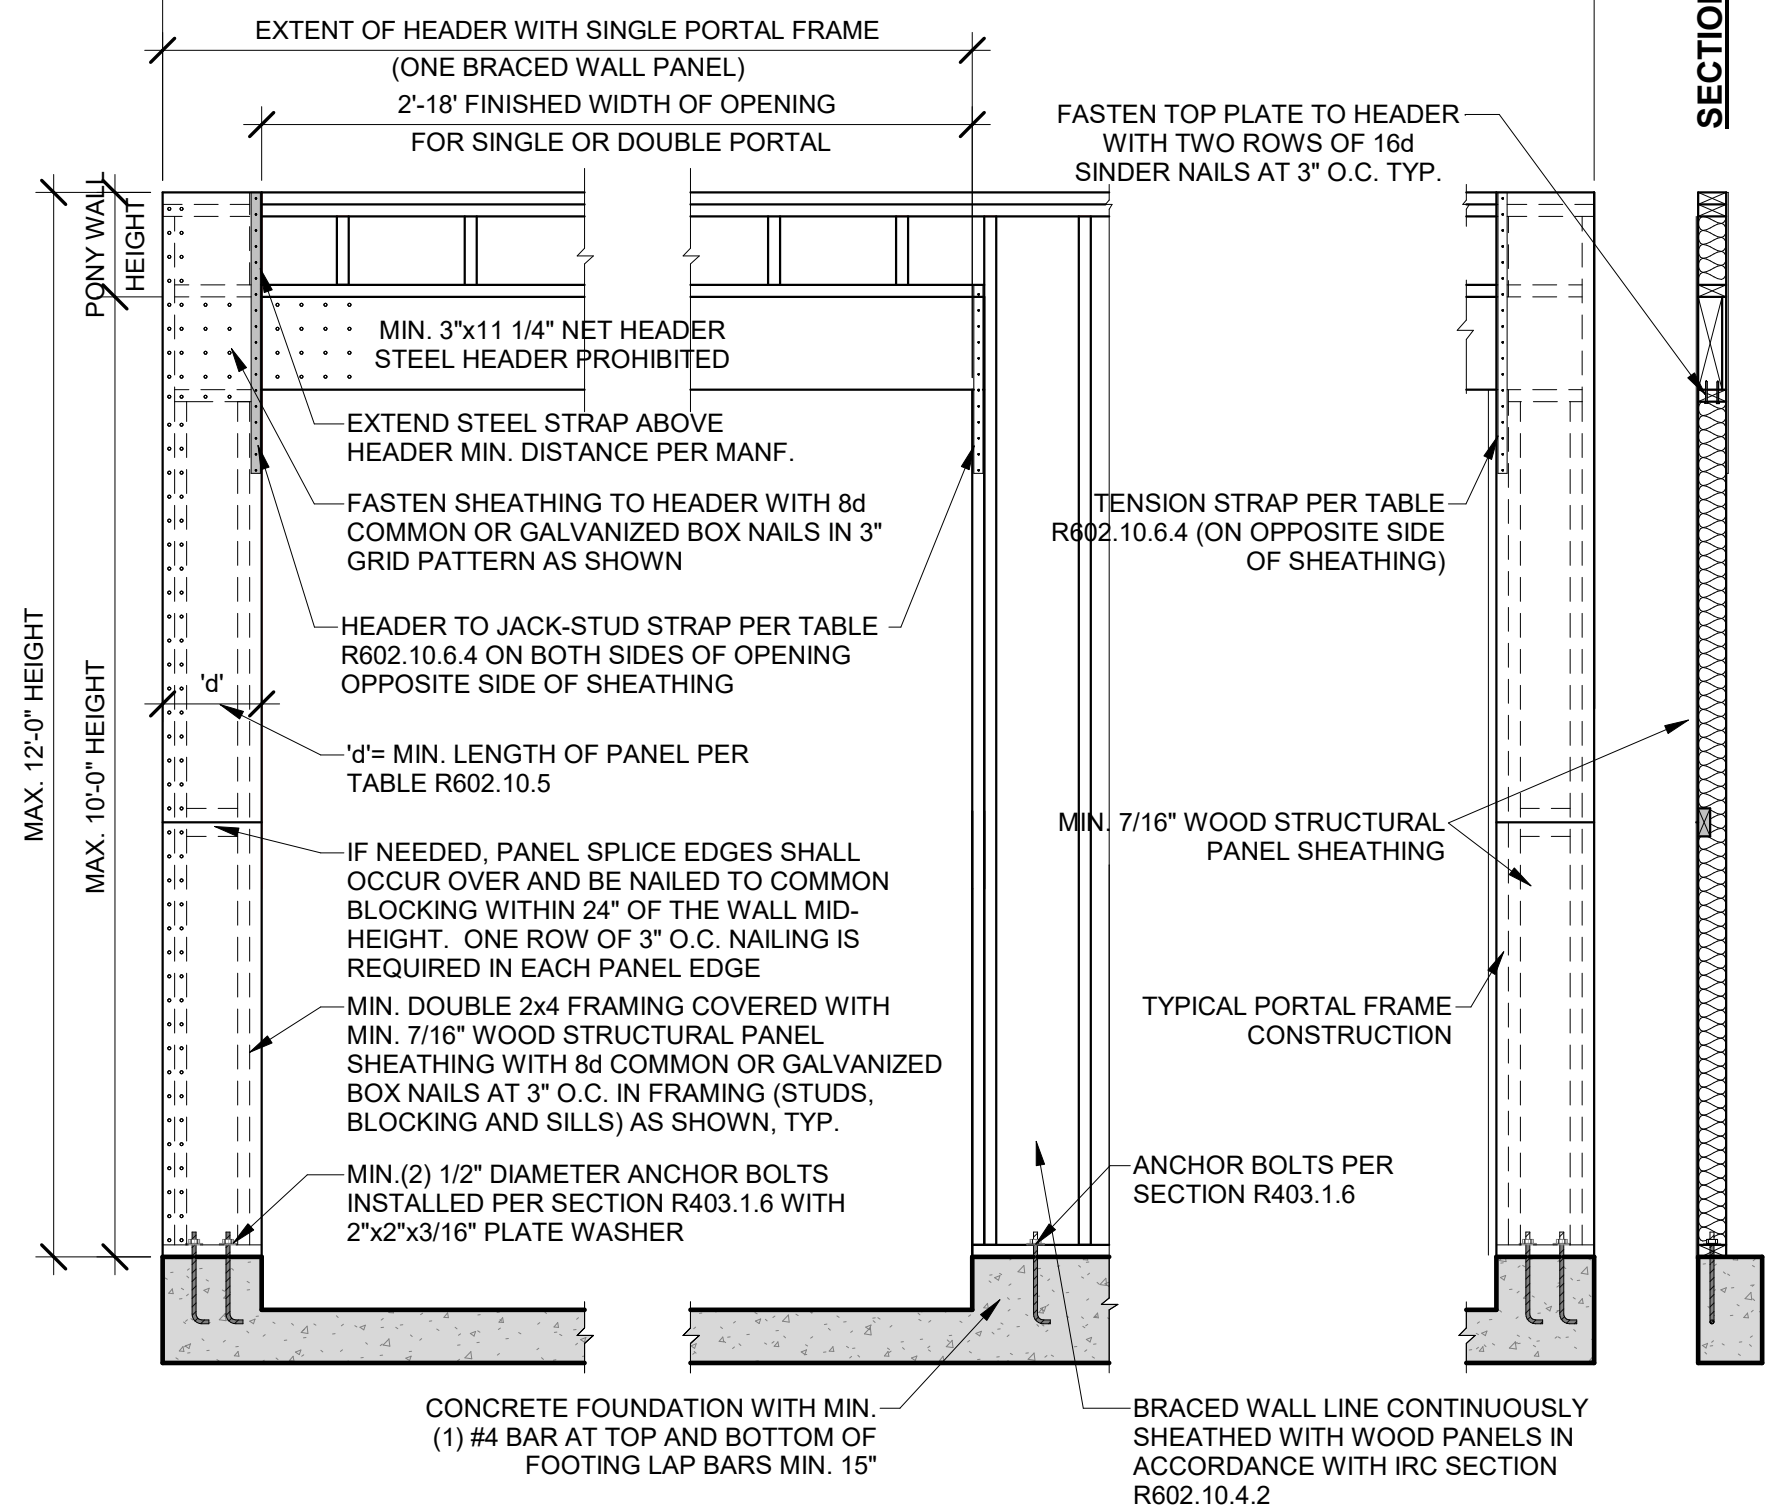 EXTENT OF HEADER WITH SINGLE PORTAL FRAME
(ONE BRACED WALL PANEL)
2'-18' FINISHED WIDTH OF OPENING
FOR SINGLE OR DOUBLE PORTAL
FASTEN TOP PLATE TO HEADER
WITH TWO ROWS OF 16d
SINDER NAILS AT 3" O.C. TYP.
PONY WALL
HEIGHT
MIN. 3"x11 1/4" NET HEADER
STEEL HEADER PROHIBITED
EXTEND STEEL STRAP ABOVE
HEADER MIN. DISTANCE PER MANF.
FASTEN SHEATHING TO HEADER WITH 8d
COMMON OR GALVANIZED BOX NAILS IN 3"
GRID PATTERN AS SHOWN
TENSION STRAP PER TABLE
R602.10.6.4 (ON OPPOSITE SIDE
OF SHEATHING)
HEADER TO JACK-STUD STRAP PER TABLE
R602.10.6.4 ON BOTH SIDES OF OPENING
OPPOSITE SIDE OF SHEATHING
MAX. 12'-0" HEIGHT
MAX. 10'-0" HEIGHT
'd'
'd'= MIN. LENGTH OF PANEL PER
TABLE R602.10.5
MIN. 7/16" WOOD STRUCTURAL
PANEL SHEATHING
IF NEEDED, PANEL SPLICE EDGES SHALL
OCCUR OVER AND BE NAILED TO COMMON
BLOCKING WITHIN 24" OF THE WALL MID-
HEIGHT.  ONE ROW OF 3" O.C. NAILING IS
REQUIRED IN EACH PANEL EDGE
MIN. DOUBLE 2x4 FRAMING COVERED WITH
MIN. 7/16" WOOD STRUCTURAL PANEL
SHEATHING WITH 8d COMMON OR GALVANIZED
BOX NAILS AT 3" O.C. IN FRAMING (STUDS,
BLOCKING AND SILLS) AS SHOWN, TYP.
TYPICAL PORTAL FRAME
CONSTRUCTION
MIN.(2) 1/2" DIAMETER ANCHOR BOLTS
INSTALLED PER SECTION R403.1.6 WITH
2"x2"x3/16" PLATE WASHER
ANCHOR BOLTS PER
SECTION R403.1.6
CONCRETE FOUNDATION WITH MIN.
(1) #4 BAR AT TOP AND BOTTOM OF
FOOTING LAP BARS MIN. 15"
BRACED WALL LINE CONTINUOUSLY
SHEATHED WITH WOOD PANELS IN
ACCORDANCE WITH IRC SECTION
R602.10.4.2